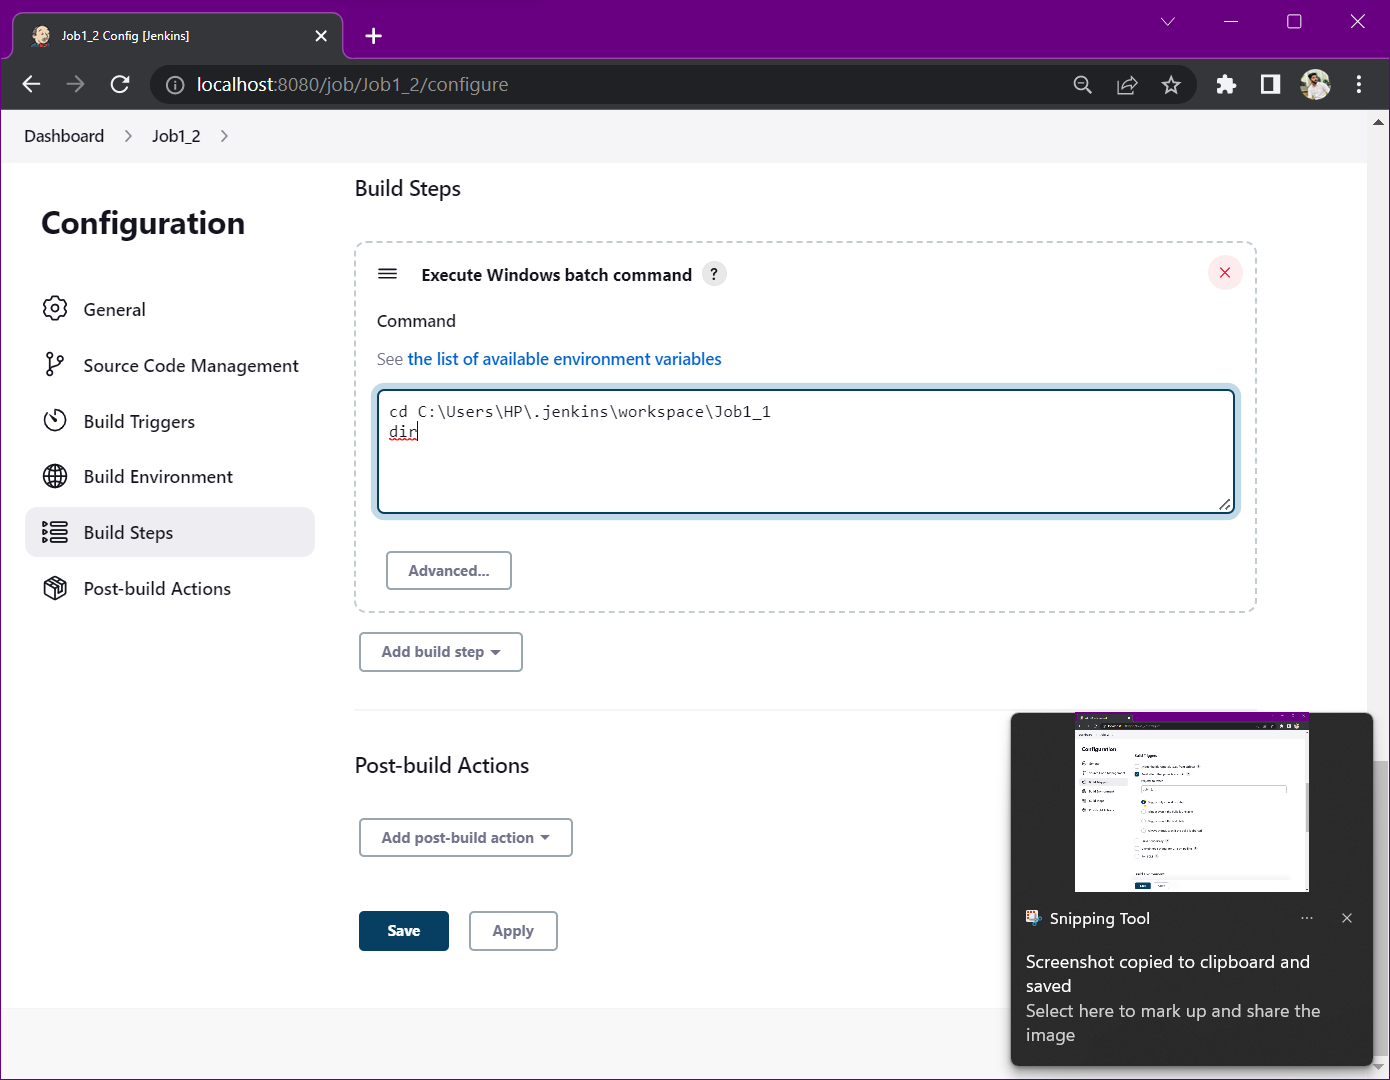 Job1_2 Config [Jenkins]
localhost:8080/job/Job1_2/configure
Dashboard
Job1_2
Configuration
General
Source Code Management
Build Triggers
Build Environment
Build Steps
Post-build Actions
Build Steps
Execute Windows batch command ?
Command
See the list of available environment variables
cd C:\Users\HP\.jenkins\workspace\Job1_1
dir
Advanced...
Add build step
Post-build Actions
Add post-build action
Save
Apply
Configuration
Snipping Tool
Screenshot copied to clipboard and
saved
Select here to mark up and share the
image